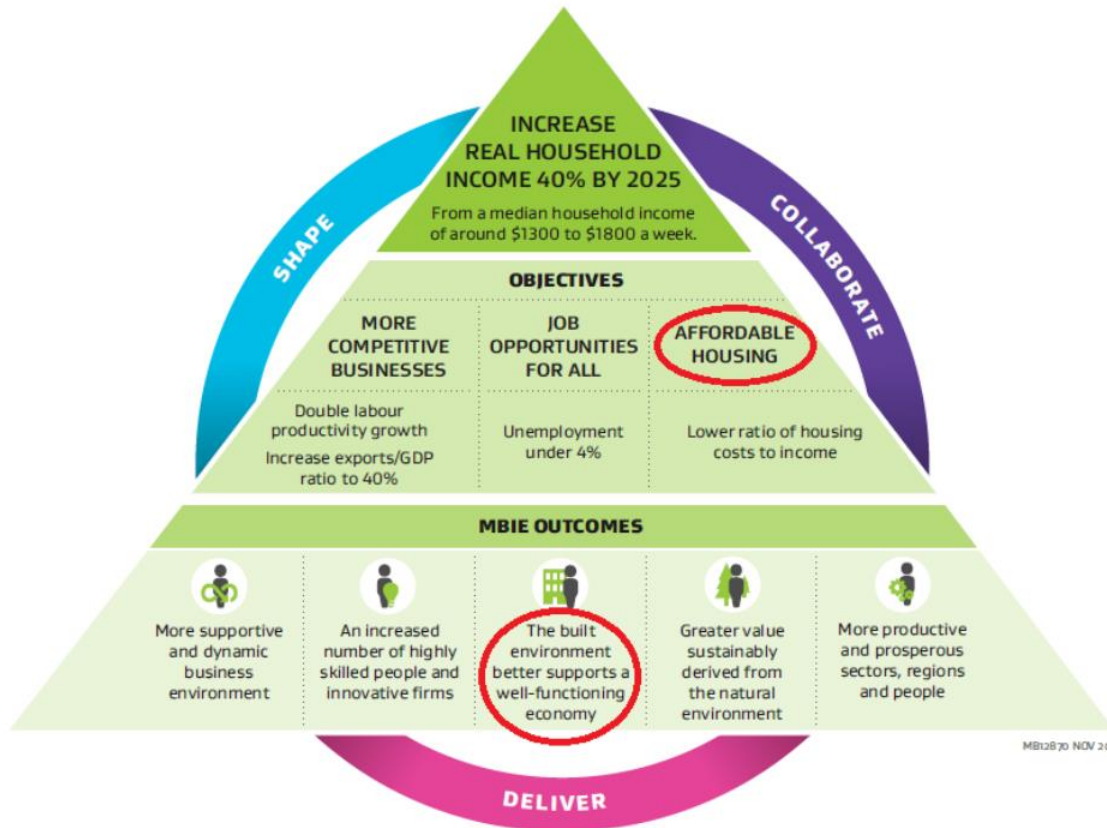 INCREASE
REAL HOUSEHOLD
INCOME 40% BY 2025
From a median household income
of around $1300 to $1800 a week.
SHAPE
COLLABORATE
OBJECTIVES
MORE
COMPETITIVE
BUSINESSES
JOB
OPPORTUNITIES
FOR ALL
AFFORDABLE
HOUSING
Double labour
productivity growth
Increase exports/GDP
ratio to 40%
Unemployment
under 4%
Lower ratio of housing
costs to income
MBIE OUTCOMES
More supportive
and dynamic
business
environment
An increased
number of highly
skilled people and
innovative firms
The built
environment
better supports a
well-functioning
economy
Greater value
sustainably
derived from
the natural
environment
More productive
and prosperous
sectors, regions
and people
NOV
DELIVER